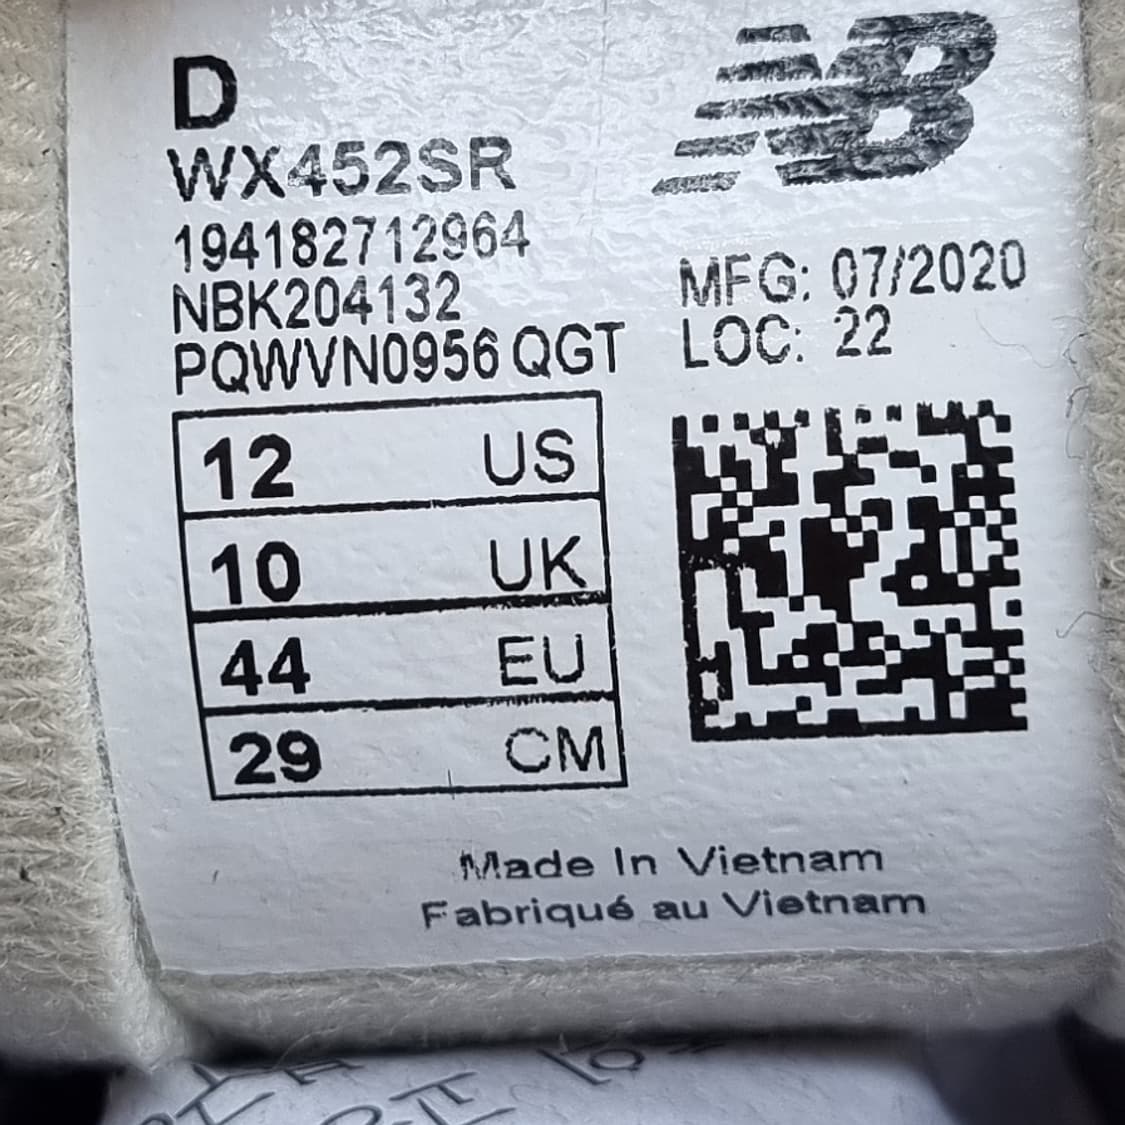 D
WX452SR
194182712964
NBK204132
PQWVN0956 QGT
NB
MFG: 07/2020
LOC: 22
12 US
10 UK
44 EU
29 CM
Made In Vietnam
Fabriqué au Vietnam